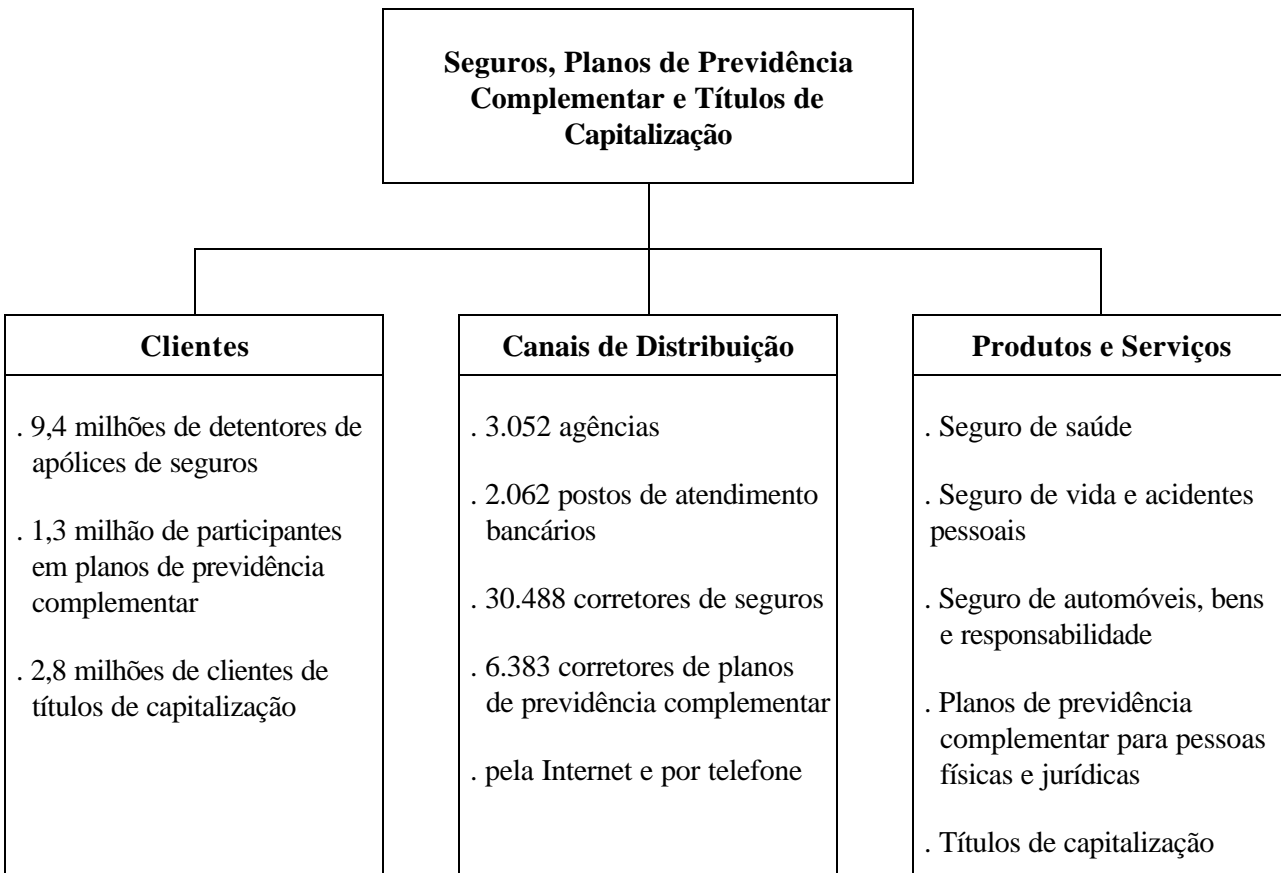 Seguros, Planos de Previdência
Complementar e Títulos de
Capitalização
Clientes
. 9,4 milhões de detentores de
apólices de seguros
. 1,3 milhão de participantes
em planos de previdência
complementar
. 2,8 milhões de clientes de
títulos de capitalização
Canais de Distribuição
. 3.052 agências
. 2.062 postos de atendimento
bancários
. 30.488 corretores de seguros
. 6.383 corretores de planos
de previdência complementar
. pela Internet e por telefone
Produtos e Serviços
. Seguro de saúde
. Seguro de vida e acidentes
pessoais
. Seguro de automóveis, bens
e responsabilidade
. Planos de previdência
complementar para pessoas
físicas e jurídicas
. Títulos de capitalização